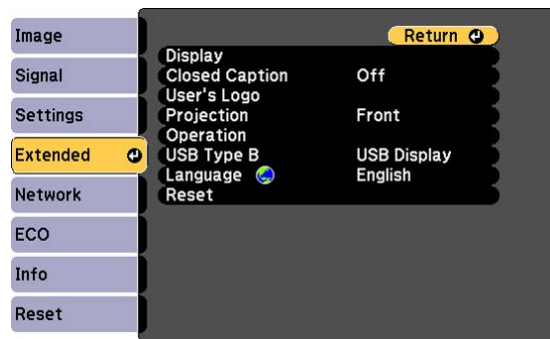 Image
Signal
Settings
Extended
Network
ECO
Info
Reset
Return
Display
Closed Caption Off
User's Logo
Projection Front
Operation
USB Type B USB Display
Language English
Reset